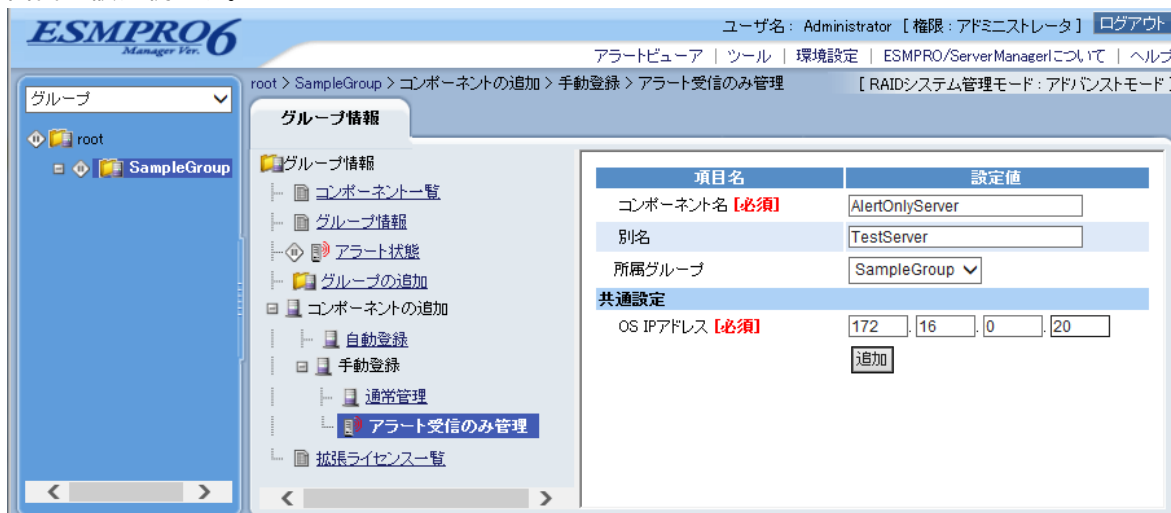 ESMPRO6
Manager Ver.
ユーザ名： Administrator [ 権限：アドミニストレータ ] ログアウト
アラートビューア | ツール | 環境設定 | ESMPRO/ServerManagerについて | ヘルプ
root > SampleGroup > コンポーネントの追加 > 手動登録 > アラート受信のみ管理
[ RAIDシステム管理モード：アドバンストモード ]
グループ
root
SampleGroup
グループ情報
グループ情報
コンポーネント一覧
グループ情報
アラート状態
グループの追加
コンポーネントの追加
自動登録
手動登録
通常管理
アラート受信のみ管理
拡張ライセンス一覧
項目名 設定値
コンポーネント名 [必須] AlertOnlyServer
別名 TestServer
所属グループ SampleGroup
共通設定
OS IPアドレス [必須] 172 . 16 . 0 . 20
追加